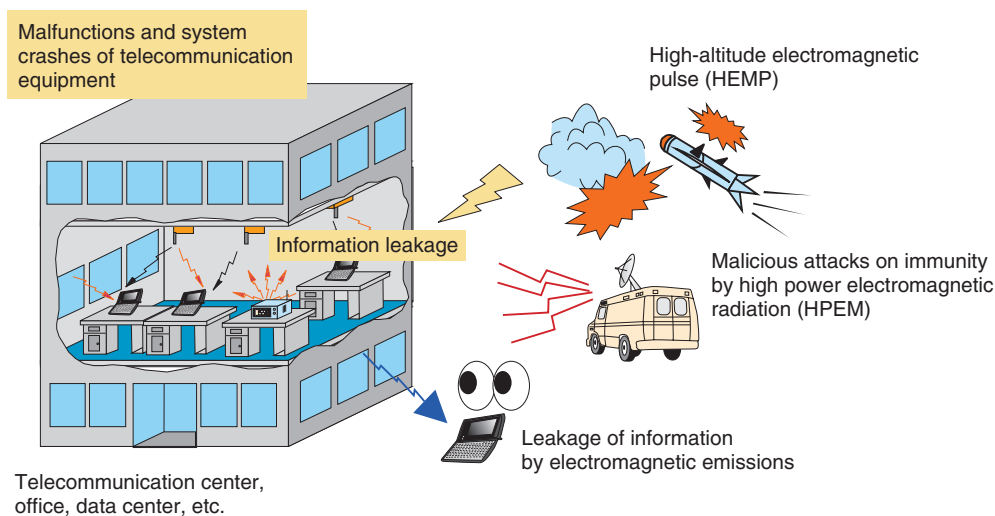 Malfunctions and system
crashes of telecommunication
equipment
High-altitude electromagnetic
pulse (HEMP)
Information leakage
Malicious attacks on immunity
by high power electromagnetic
radiation (HPEM)
Leakage of information
by electromagnetic emissions
Telecommunication center,
office, data center, etc.